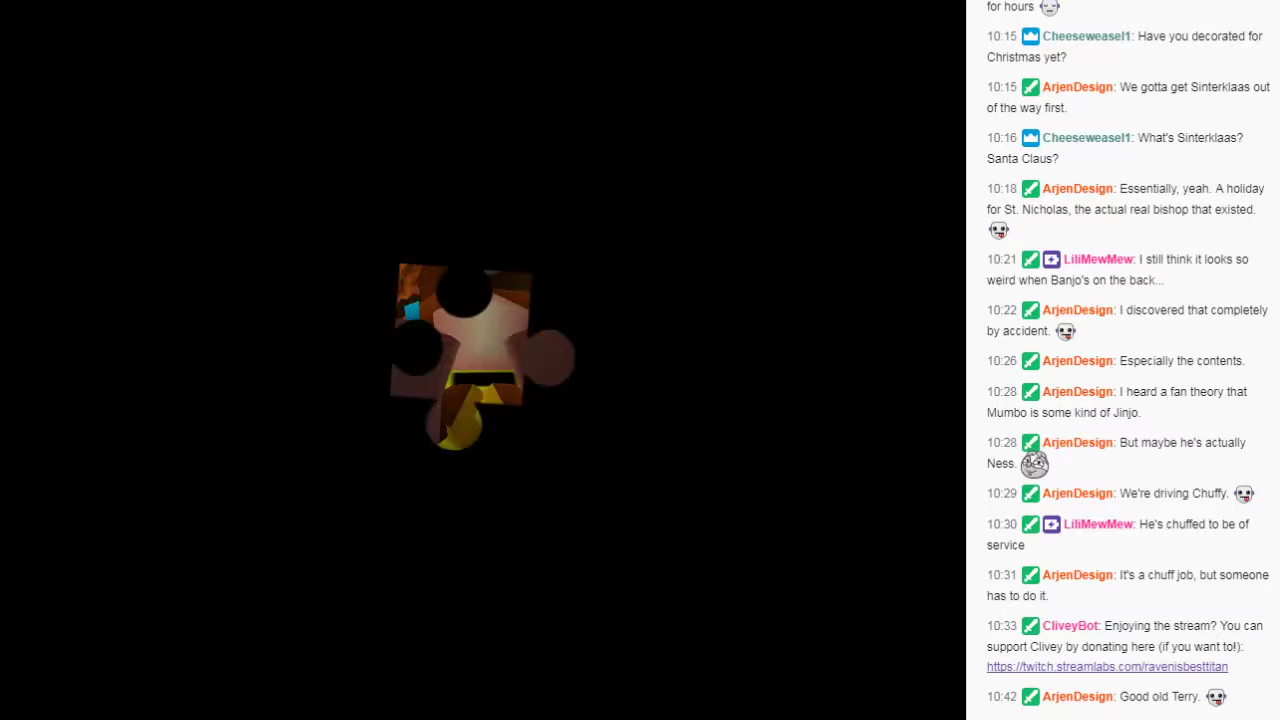 for hours
10:15 Cheeseweasel1: Have you decorated for
Christmas yet?
10:15 ArjenDesign: We gotta get Sinterklaas out
of the way first.
10:16 Cheeseweasel1: What's Sinterklaas?
Santa Claus?
10:18 ArjenDesign: Essentially, yeah. A holiday
for St. Nicholas, the actual real bishop that existed.
10:21 LiliMewMew: I still think it looks so
weird when Banjo's on the back...
10:22 ArjenDesign: I discovered that completely
by accident.
10:26 ArjenDesign: Especially the contents.
10:28 ArjenDesign: I heard a fan theory that
Mumbo is some kind of Jinjo.
10:28 ArjenDesign: But maybe he's actually
Ness.
10:29 ArjenDesign: We're driving Chuffy.
10:30 LiliMewMew: He's chuffed to be of
service
10:31 ArjenDesign: It's a chuff job, but someone
has to do it.
10:33 CliveyBot: Enjoying the stream? You can
support Clivey by donating here (if you want to!):
https://twitch.streamlabs.com/ravenisbesttitan
10:42 ArjenDesign: Good old Terry.